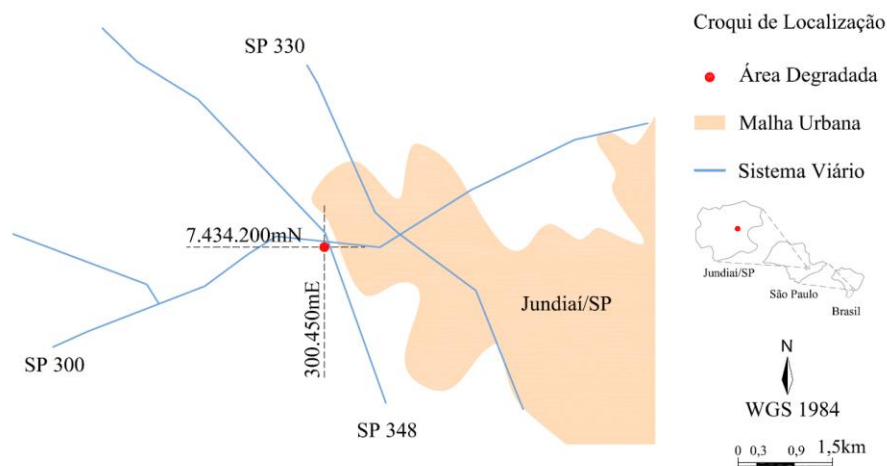 SP 330
7.434.200mN
300.450mE
Jundiaí/SP
SP 300
SP 348
Croqui de Localização
Área Degradada
Malha Urbana
Sistema Viário
Jundiaí/SP
São Paulo
Brasil
N
WGS 1984
0 0,3 0,9 1,5km